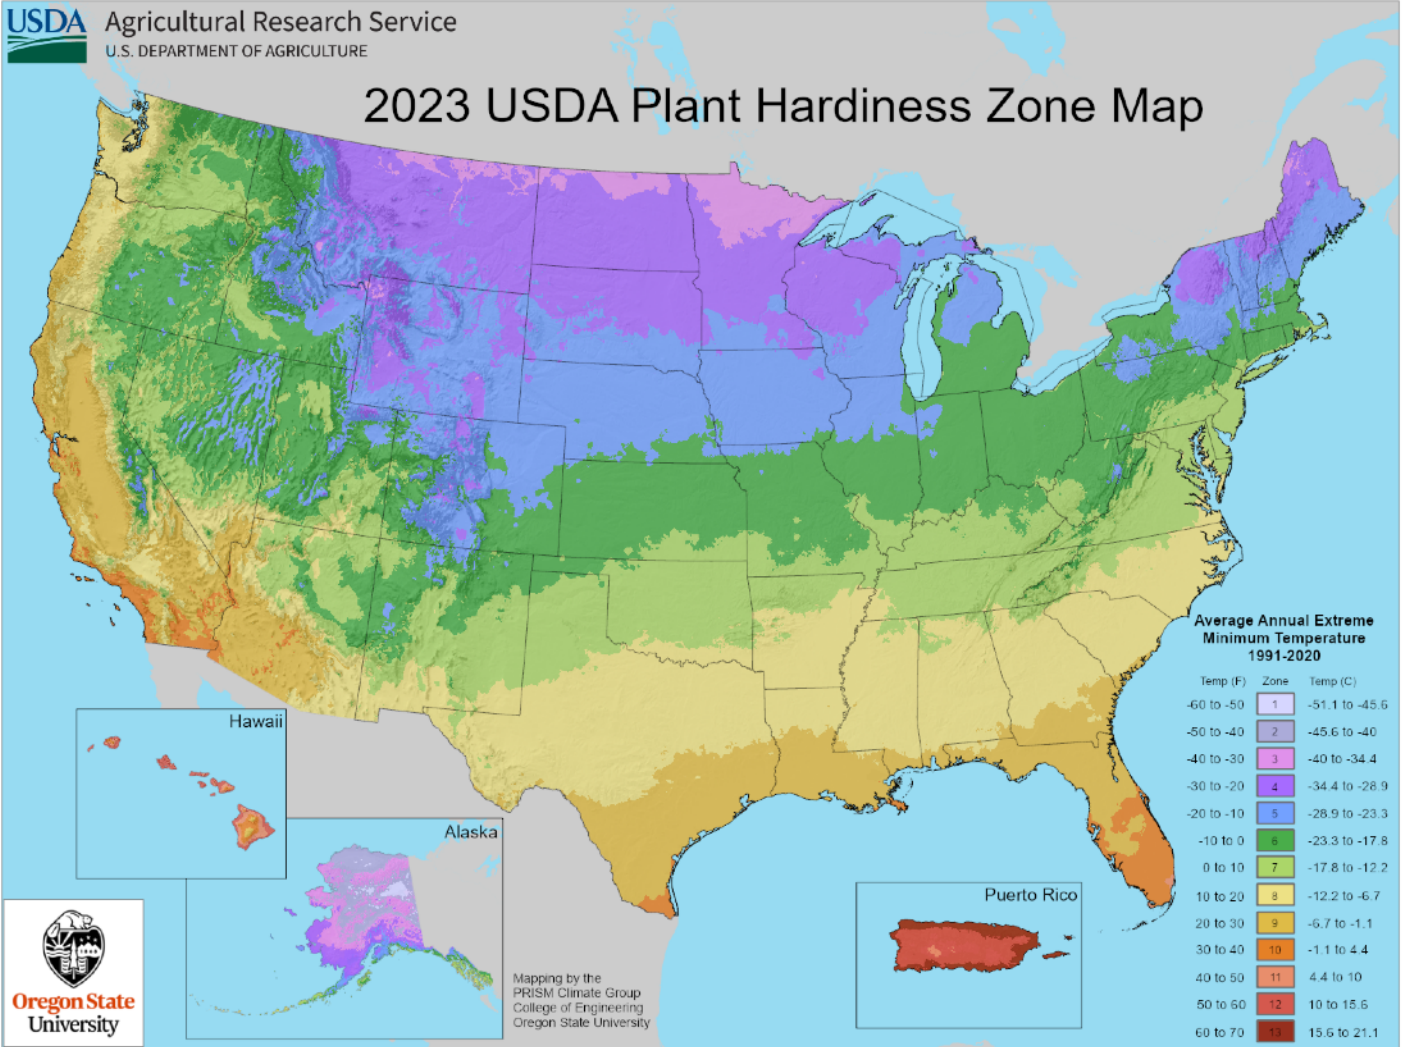 USDA Agricultural Research Service
U.S. DEPARTMENT OF AGRICULTURE
2023 USDA Plant Hardiness Zone Map
Average Annual Extreme
Minimum Temperature
1991-2020
Temp (F) Zone Temp (C)
-60 to -50 1 -51.1 to -45.6
-50 to -40 2 -45.6 to -40
-40 to -30 3 -40 to -34.4
-30 to -20 4 -34.4 to -28.9
-20 to -10 5 -28.9 to -23.3
-10 to 0 6 -23.3 to -17.8
0 to 10 7 -17.8 to -12.2
10 to 20 8 -12.2 to -6.7
20 to 30 9 -6.7 to -1.1
30 to 40 10 -1.1 to 4.4
40 to 50 11 4.4 to 10
50 to 60 12 10 to 15.6
60 to 70 13 15.6 to 21.1
Hawaii
Alaska
Puerto Rico
Oregon State
University
Mapping by the
PRISM Climate Group
College of Engineering
Oregon State University